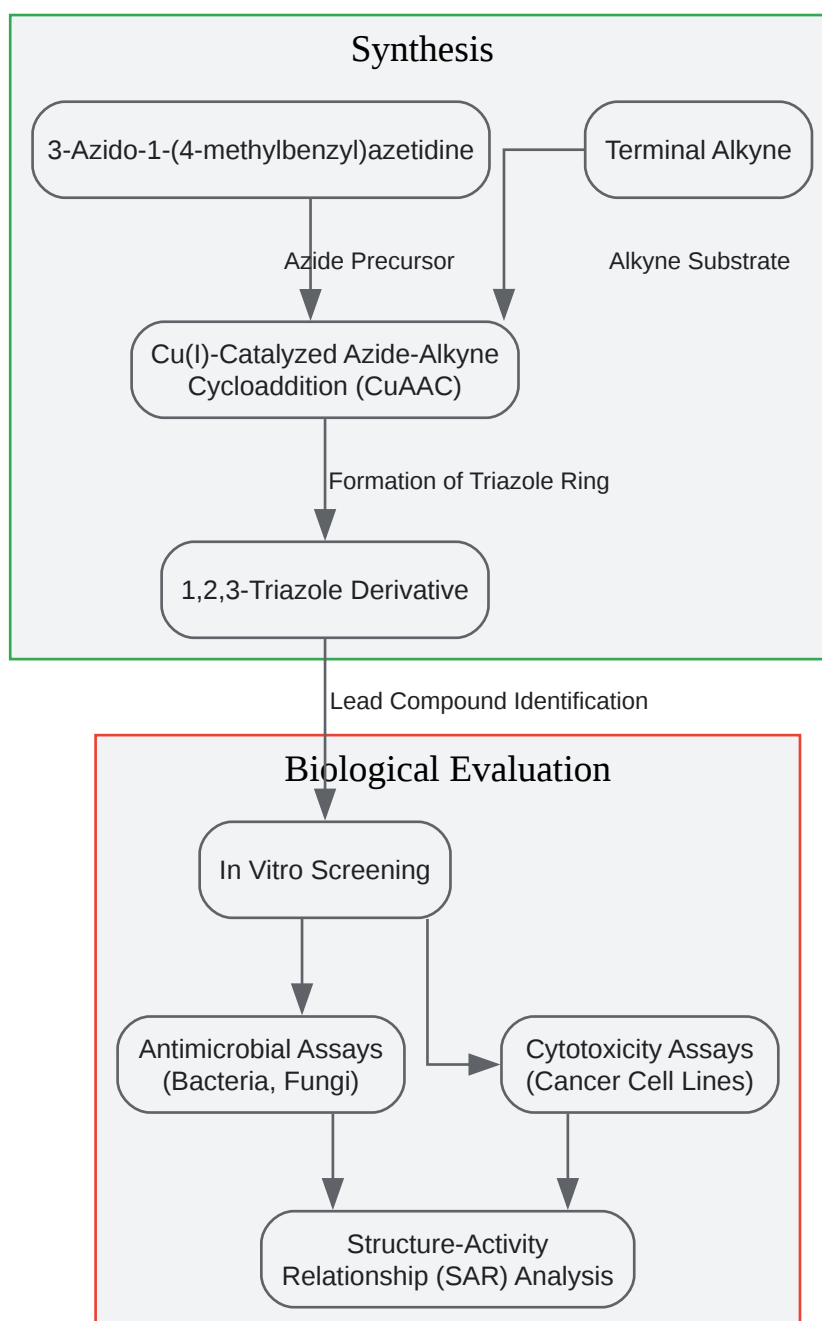 Synthesis
3-Azido-1-(4-methylbenzyl)azetidine
Terminal Alkyne
Azide Precursor
Alkyne Substrate
Cu(I)-Catalyzed Azide-Alkyne
Cycloaddition (CuAAC)
Formation of Triazole Ring
1,2,3-Triazole Derivative
Lead Compound Identification
Biological Evaluation
In Vitro Screening
Antimicrobial Assays
(Bacteria, Fungi)
Cytotoxicity Assays
(Cancer Cell Lines)
Structure-Activity
Relationship (SAR) Analysis